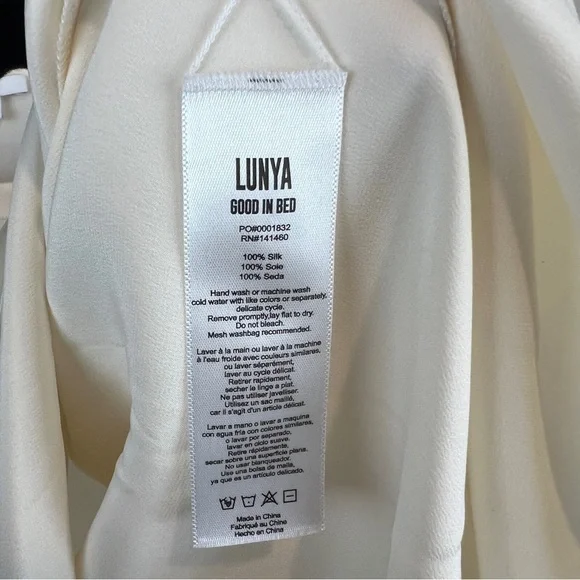 LUNYA
GOOD IN BED
PO#0001832
RN#141460
100% Silk
100% Soie
100% Seda
Hand wash or machine wash
cold water with like colors or separately,
delicate cycle.
Remove promptly,lay flat to dry.
Do not bleach.
Mesh washbag recommended.
Laver à la main ou laver à la machine
à l'eau froide avec couleurs similaires,
ou laver séperément,
laver au cycle délicat.
Retirer rapidement,
secher le linge a plat.
Ne pas utiliser javelliser.
Utilisez un sac maillé,
car il s'agit d'un article délicat.
Lavar a mano o lavar a maquina
con agua fría con colores similares,
o lavar por separado,
lavar en ciclo suave.
Retire rápidamente,
secar sobre una superficie plana.
No usar blanqueador.
Use una bolsa de malla,
ya que es un artículo delicado.
Made in China
Fabriqué au Chine
Hecho en China